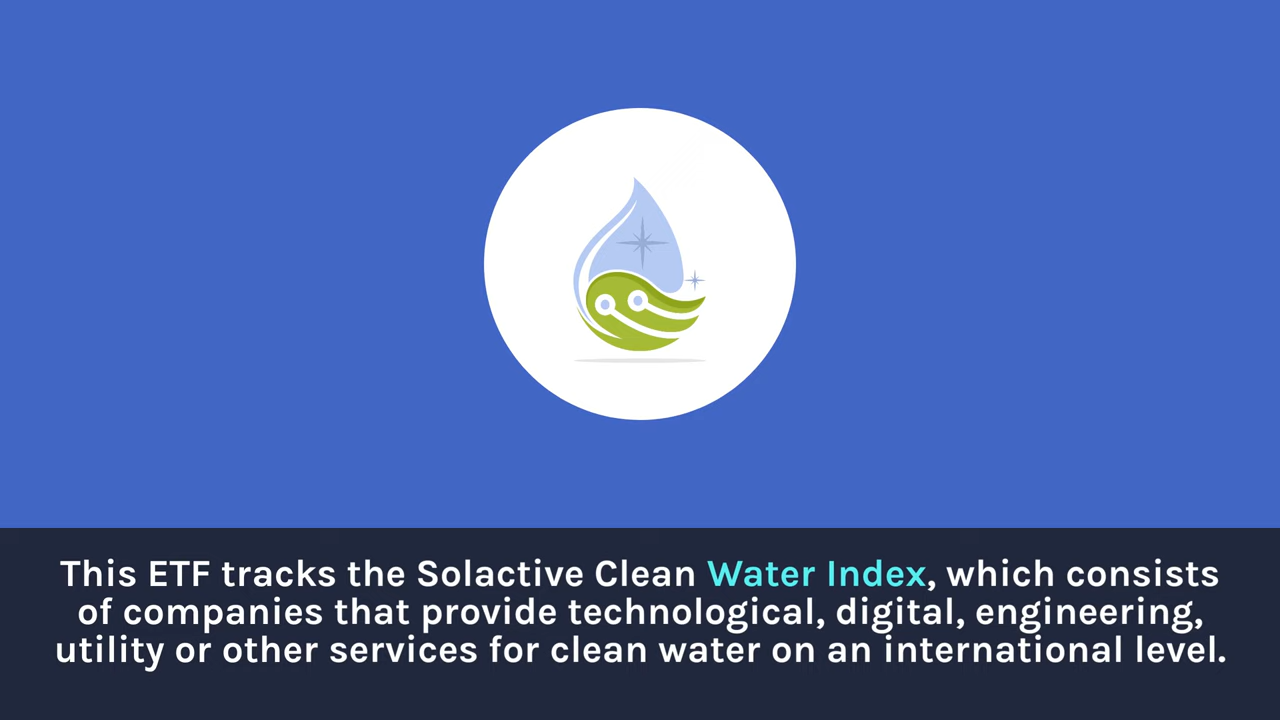 This ETF tracks the Solactive Clean Water Index, which consists
of companies that provide technological, digital, engineering,
utility or other services for clean water on an international level.